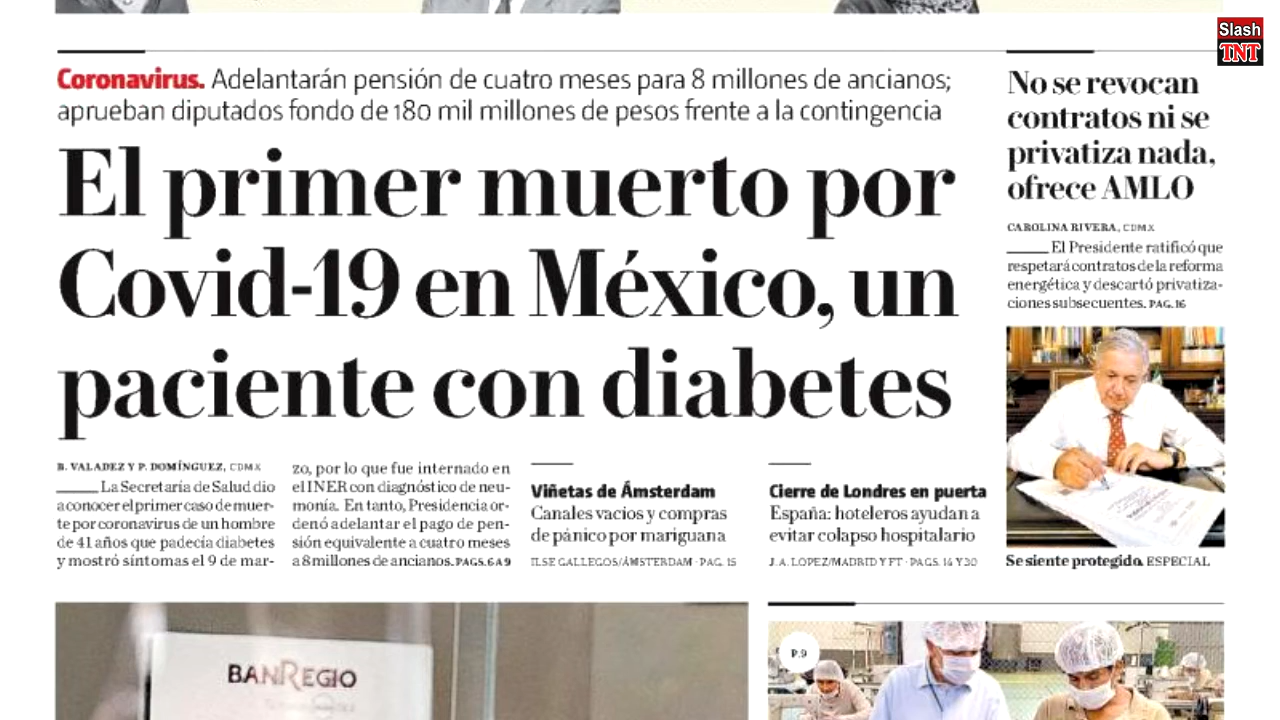 Slash
TNT
Coronavirus. Adelantarán pensión de cuatro meses para 8 millones de ancianos;
aprueban diputados fondo de 180 mil millones de pesos frente a la contingencia
El primer muerto por
Covid-19 en México, un
paciente con diabetes
B. VALADEZ Y P. DOMÍNGUEZ, CDMX
La Secretaría de Salud dio
a conocer el primer caso de muer-
te por coronavirus de un hombre
de 41 años que padecía diabetes
y mostró síntomas el 9 de mar-
zo, por lo que fue internado en
el INER con diagnóstico de neu-
monía. En tanto, Presidencia or-
denó adelantar el pago de pen-
sión equivalente a cuatro meses
a 8 millones de ancianos. PAGS. 6 A 9
Viñetas de Ámsterdam
Canales vacios y compras
de pánico por mariguana
ILSE GALLEGOS/ÁMSTERDAM - PAG. 15
Cierre de Londres en puerta
España: hoteleros ayudan a
evitar colapso hospitalario
J. A. LOPEZ/MADRID Y FT - PAGS. 14 Y 30
No se revocan
contratos ni se
privatiza nada,
ofrece AMLO
CAROLINA RIVERA, CDMX
El Presidente ratificó que
respetará contratos de la reforma
energética y descartó privatiza-
ciones subsecuentes. PAG. 16
Se siente protegido. ESPECIAL
BANREGIO
P.9